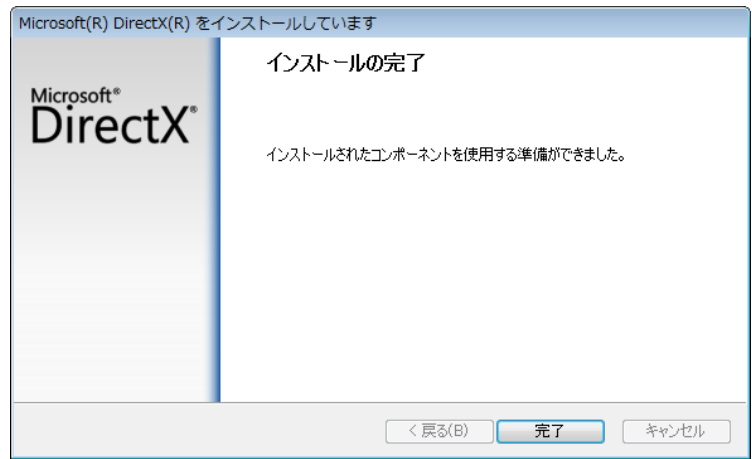 Microsoft(R) DirectX(R) をインストールしています
インストールの完了
Microsoft®
DirectX®
インストールされたコンポーネントを使用する準備ができました。
< 戻る(B)
完了
キャンセル